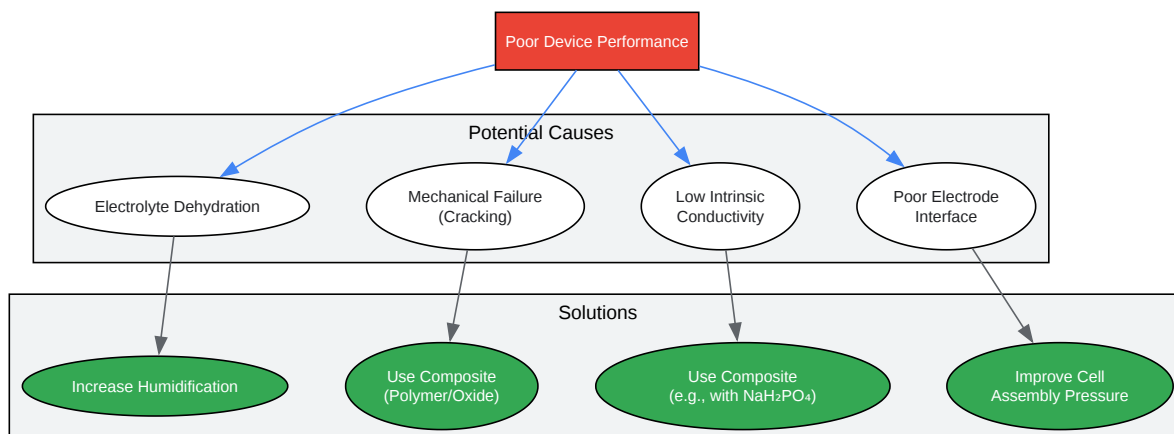 Poor Device Performance
Potential Causes
Electrolyte Dehydration
Mechanical Failure
(Cracking)
Low Intrinsic
Conductivity
Poor Electrode
Interface
Solutions
Increase Humidification
Use Composite
(Polymer/Oxide)
Use Composite
(e.g., with NaH₂PO₄)
Improve Cell
Assembly Pressure